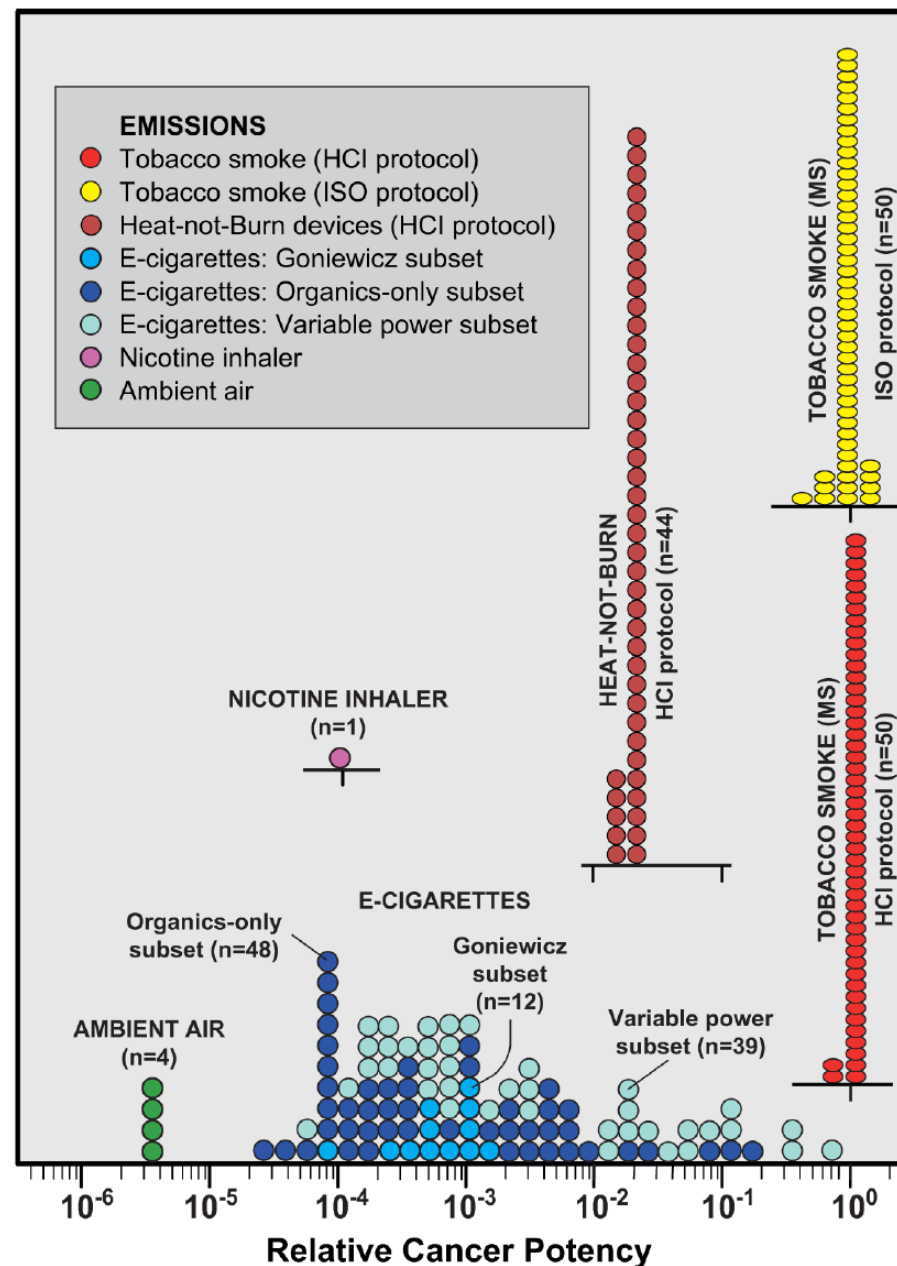 EMISSIONS
Tobacco smoke (HCI protocol)
Tobacco smoke (ISO protocol)
Heat-not-Burn devices (HCI protocol)
E-cigarettes: Goniewicz subset
E-cigarettes: Organics-only subset
E-cigarettes: Variable power subset
Nicotine inhaler
Ambient air
TOBACCO SMOKE (MS)
ISO protocol (n=50)
HEAT-NOT-BURN
HCI protocol (n=44)
TOBACCO SMOKE (MS)
HCI protocol (n=50)
NICOTINE INHALER
(n=1)
E-CIGARETTES
Organics-only
subset (n=48)
Goniewicz
subset
(n=12)
AMBIENT AIR
(n=4)
Variable power
subset (n=39)
10⁻⁶ 10⁻⁵ 10⁻⁴ 10⁻³ 10⁻² 10⁻¹ 10⁰
Relative Cancer Potency